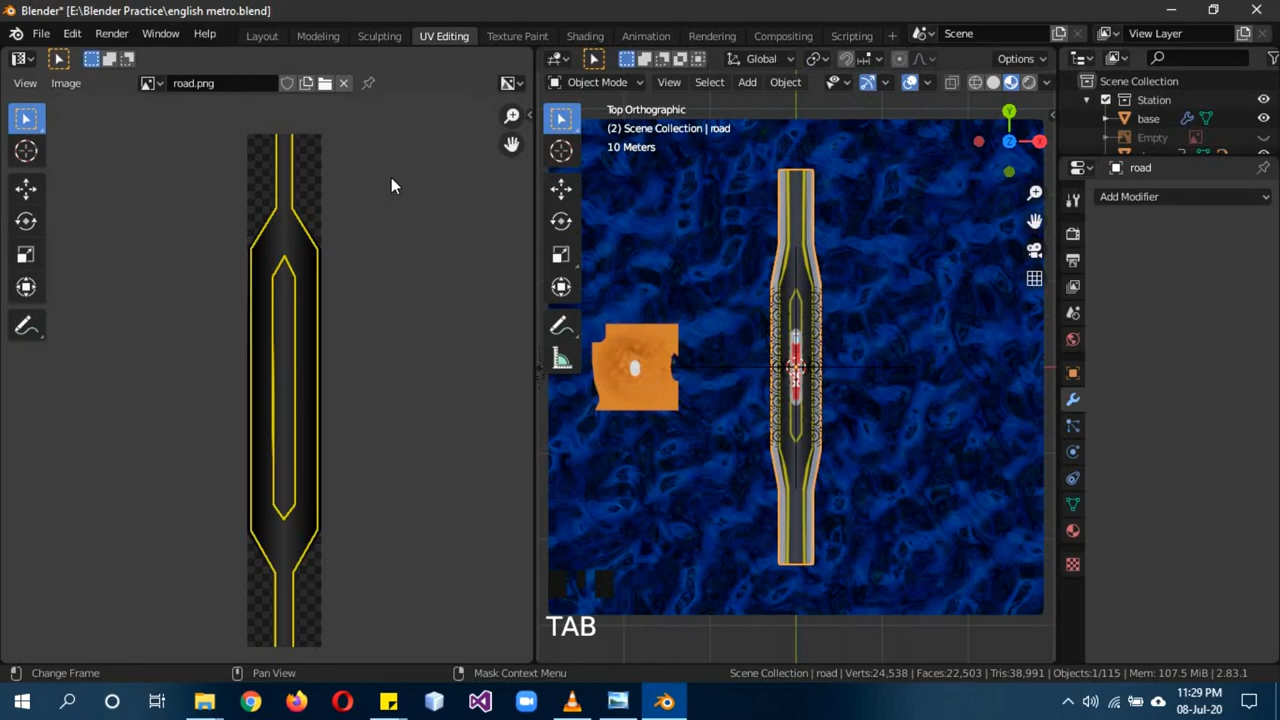 Blender* [E:\Blender Practice\english metro.blend]
File Edit Render Window Help Layout Modeling Sculpting UV Editing Texture Paint Shading Animation Rendering Compositing Scripting Scene View Layer
Global Options
View Image road.png Object Mode View Select Add Object
Scene Collection
Station
base
Empty
Top Orthographic
(2) Scene Collection | road
10 Meters
Y
Z
X
road
Add Modifier
TAB
Change Frame Pan View Mask Context Menu Scene Collection | road | Verts:24,538 | Faces:22,503 | Tris:38,991 | Objects:1/115 | Mem: 107.5 MiB | 2.83.1
11:29 PM
08-Jul-20